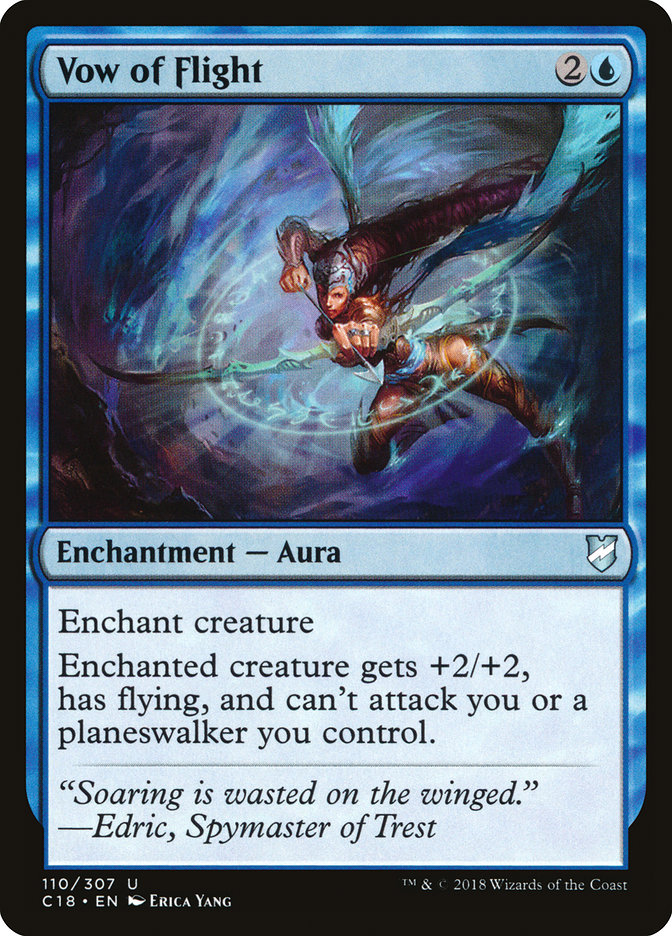 Vow of Flight 2
Enchantment — Aura
Enchant creature
Enchanted creature gets +2/+2,
has flying, and can't attack you or a
planeswalker you control.
“Soaring is wasted on the winged.”
—Edric, Spymaster of Trest
110/307 U
™ & © 2018 Wizards of the Coast
C18 • EN Erica Yang